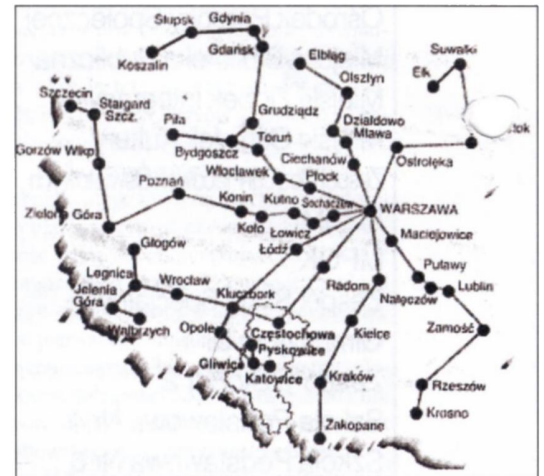 Słupsk
Gdynia
Koszalin
Gdańsk
Elbląg
Suwałki
Ełk
Olsztyn
Szczecin
Stargard
Szcz.
Piła
Grudziądz
Działdowo
Mława
tok
Toruń
Bydgoszcz
Ciechanów
Ostrołęka
Gorzów Wlkp.
Włocławek
Płock
Poznań
Konin
Kutno
Sochaczew
WARSZAWA
Zielona Góra
Koło
Łowicz
Maciejowice
Głogów
Łódź
Puławy
Legnica
Wrocław
Radom
Lublin
Jelenia
Góra
Kluczbork
Nałęczów
Wałbrzych
Opole
Częstochowa
Kielce
Zamość
Pyskowice
Gliwice
Katowice
Kraków
Rzeszów
Krosno
Zakopane